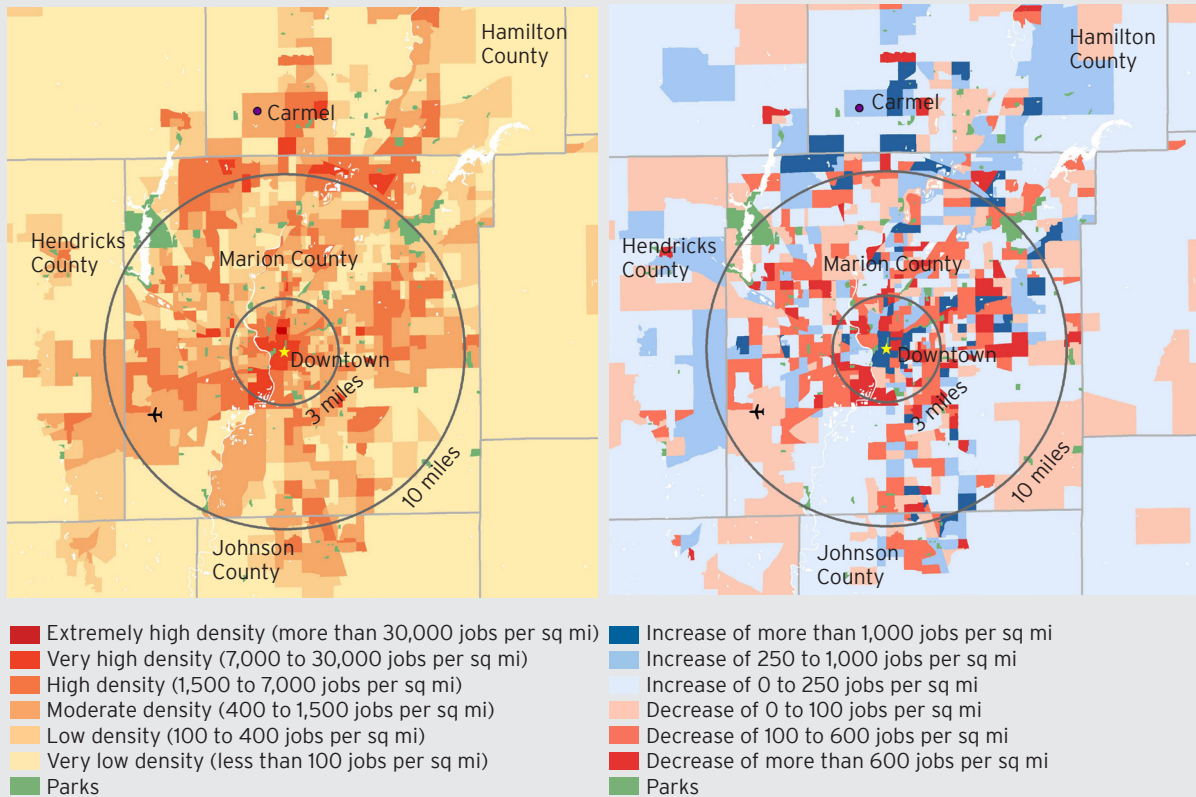 Hamilton
County
Carmel
Hendricks
County
Marion County
Downtown
3 miles
10 miles
Johnson
County
Extremely high density (more than 30,000 jobs per sq mi)
Very high density (7,000 to 30,000 jobs per sq mi)
High density (1,500 to 7,000 jobs per sq mi)
Moderate density (400 to 1,500 jobs per sq mi)
Low density (100 to 400 jobs per sq mi)
Very low density (less than 100 jobs per sq mi)
Parks
Hamilton
County
Carmel
Hendricks
County
Marion County
Downtown
3 miles
10 miles
Johnson
County
Increase of more than 1,000 jobs per sq mi
Increase of 250 to 1,000 jobs per sq mi
Increase of 0 to 250 jobs per sq mi
Decrease of 0 to 100 jobs per sq mi
Decrease of 100 to 600 jobs per sq mi
Decrease of more than 600 jobs per sq mi
Parks